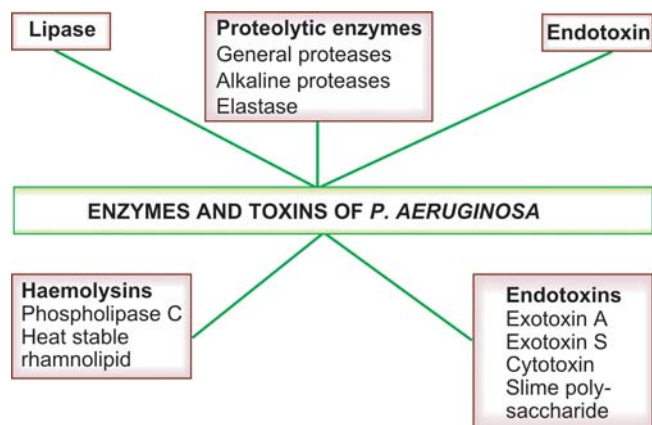 Lipase
Proteolytic enzymes
General proteases
Alkaline proteases
Elastase
Endotoxin
ENZYMES AND TOXINS OF P. AERUGINOSA
Haemolysins
Phospholipase C
Heat stable
rhamnolipid
Endotoxins
Exotoxin A
Exotoxin S
Cytotoxin
Slime poly-
saccharide